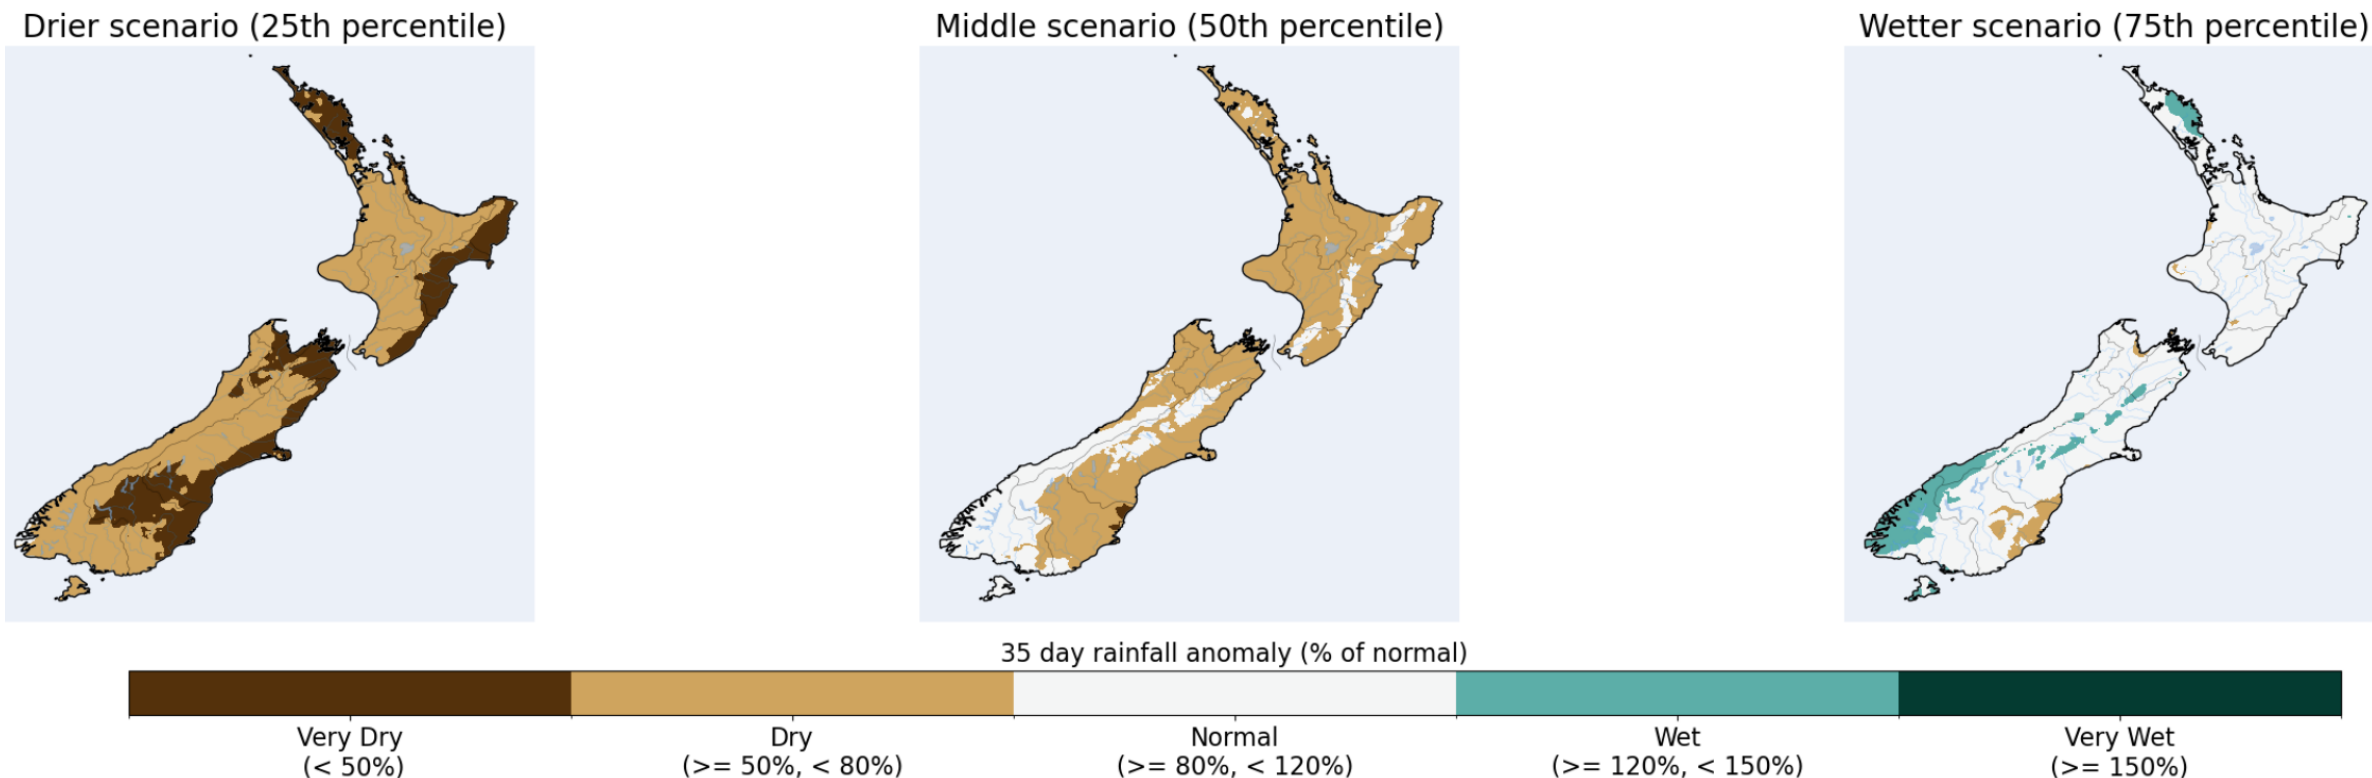 Drier scenario (25th percentile)
Middle scenario (50th percentile)
Wetter scenario (75th percentile)
35 day rainfall anomaly (% of normal)
Very Dry
(< 50%)
Dry
(>= 50%, < 80%)
Normal
(>= 80%, < 120%)
Wet
(>= 120%, < 150%)
Very Wet
(>= 150%)